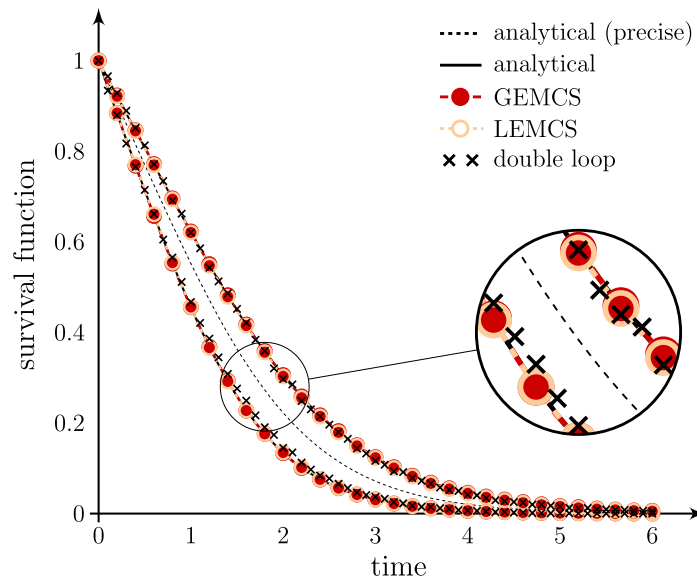 analytical (precise)
analytical
GEMCS
LEMCS
double loop
survival function
1
0.8
0.6
0.4
0.2
0
0 1 2 3 4 5 6
time